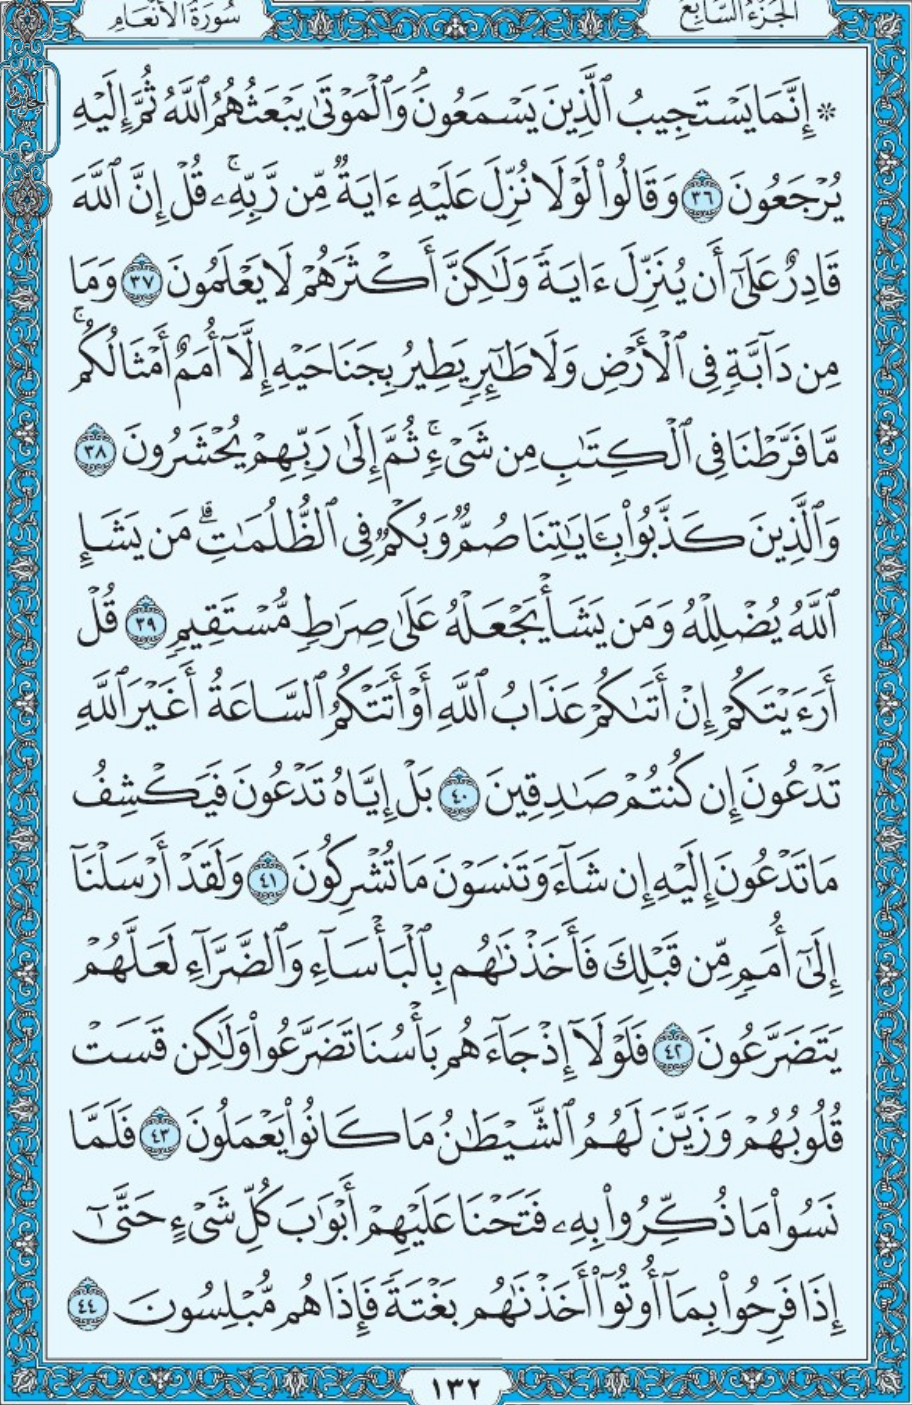 الجزء السابع
سورة الأنعام
حزب
۞ إِنَّمَا يَسْتَجِيبُ ٱلَّذِينَ يَسْمَعُونَۘ وَٱلْمَوْتَىٰ يَبْعَثُهُمُ ٱللَّهُ ثُمَّ إِلَيْهِ
يُرْجَعُونَ ٣٦ وَقَالُوا۟ لَوْلَا نُزِّلَ عَلَيْهِ ءَايَةٌ مِّن رَّبِّهِۦۚ قُلْ إِنَّ ٱللَّهَ
قَادِرٌ عَلَىٰٓ أَن يُنَزِّلَ ءَايَةً وَلَٰكِنَّ أَكْثَرَهُمْ لَا يَعْلَمُونَ ٣٧ وَمَا
مِن دَآبَّةٍ فِى ٱلْأَرْضِ وَلَا طَٰٓئِرٍ يَطِيرُ بِجَنَاحَيْهِ إِلَّآ أُمَمٌ أَمْثَالُكُمۚ
مَّا فَرَّطْنَا فِى ٱلْكِتَٰبِ مِن شَىْءٍۚ ثُمَّ إِلَىٰ رَبِّهِمْ يُحْشَرُونَ ٣٨
وَٱلَّذِينَ كَذَّبُوا۟ بِـَٔايَٰتِنَا صُمٌّ وَبُكْمٌ فِى ٱلظُّلُمَٰتِۗ مَن يَشَإِ
ٱللَّهُ يُضْلِلْهُ وَمَن يَشَأْ يَجْعَلْهُ عَلَىٰ صِرَٰطٍ مُّسْتَقِيمٍ ٣٩ قُلْ
أَرَءَيْتَكُمْ إِنْ أَتَىٰكُمْ عَذَابُ ٱللَّهِ أَوْ أَتَتْكُمُ ٱلسَّاعَةُ أَغَيْرَ ٱللَّهِ
تَدْعُونَ إِن كُنتُمْ صَٰدِقِينَ ٤٠ بَلْ إِيَّاهُ تَدْعُونَ فَيَكْشِفُ
مَا تَدْعُونَ إِلَيْهِ إِن شَآءَ وَتَنسَوْنَ مَا تُشْرِكُونَ ٤١ وَلَقَدْ أَرْسَلْنَآ
إِلَىٰٓ أُمَمٍ مِّن قَبْلِكَ فَأَخَذْنَٰهُم بِٱلْبَأْسَآءِ وَٱلضَّرَّآءِ لَعَلَّهُمْ
يَتَضَرَّعُونَ ٤٢ فَلَوْلَآ إِذْ جَآءَهُم بَأْسُنَا تَضَرَّعُوا۟ وَلَٰكِن قَسَتْ
قُلُوبُهُمْ وَزَيَّنَ لَهُمُ ٱلشَّيْطَٰنُ مَا كَانُوا۟ يَعْمَلُونَ ٤٣ فَلَمَّا
نَسُوا۟ مَا ذُكِّرُوا۟ بِهِۦ فَتَحْنَا عَلَيْهِمْ أَبْوَٰبَ كُلِّ شَىْءٍ حَتَّىٰٓ
إِذَا فَرِحُوا۟ بِمَآ أُوتُوٓا۟ أَخَذْنَٰهُم بَغْتَةً فَإِذَا هُم مُّبْلِسُونَ ٤٤
١٣٢